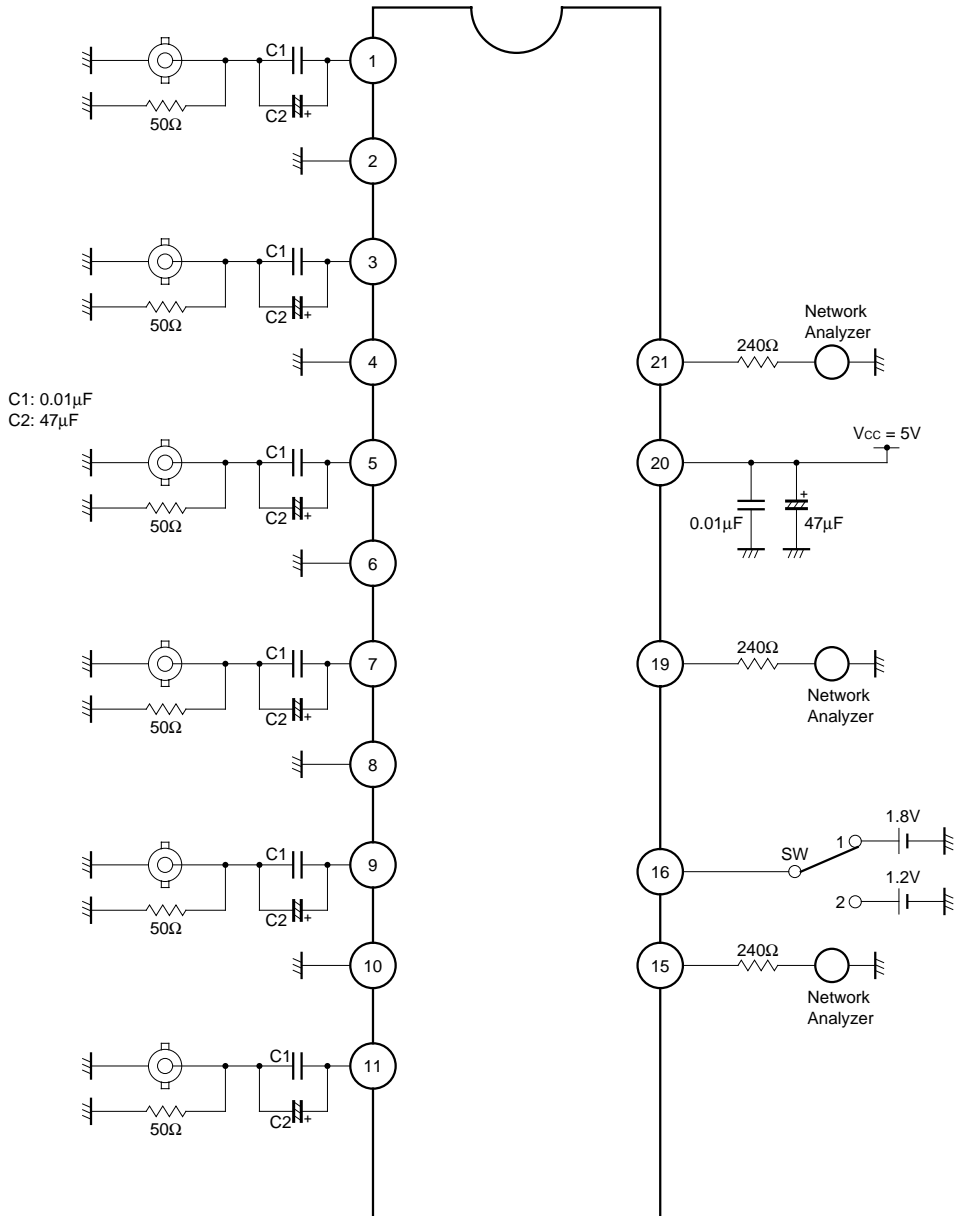 C1
1
C2
+
50Ω
2
C1
3
C2
+
50Ω
Network
Analyzer
4
240Ω
21
C1: 0.01µF
C2: 47µF
VCC = 5V
C1
5
20
C2
+
50Ω
+
0.01µF
47µF
6
240Ω
C1
7
19
C2
+
50Ω
Network
Analyzer
8
1.8V
1
SW
C1
9
16
1.2V
2
C2
+
50Ω
240Ω
10
15
Network
Analyzer
C1
11
C2
+
50Ω